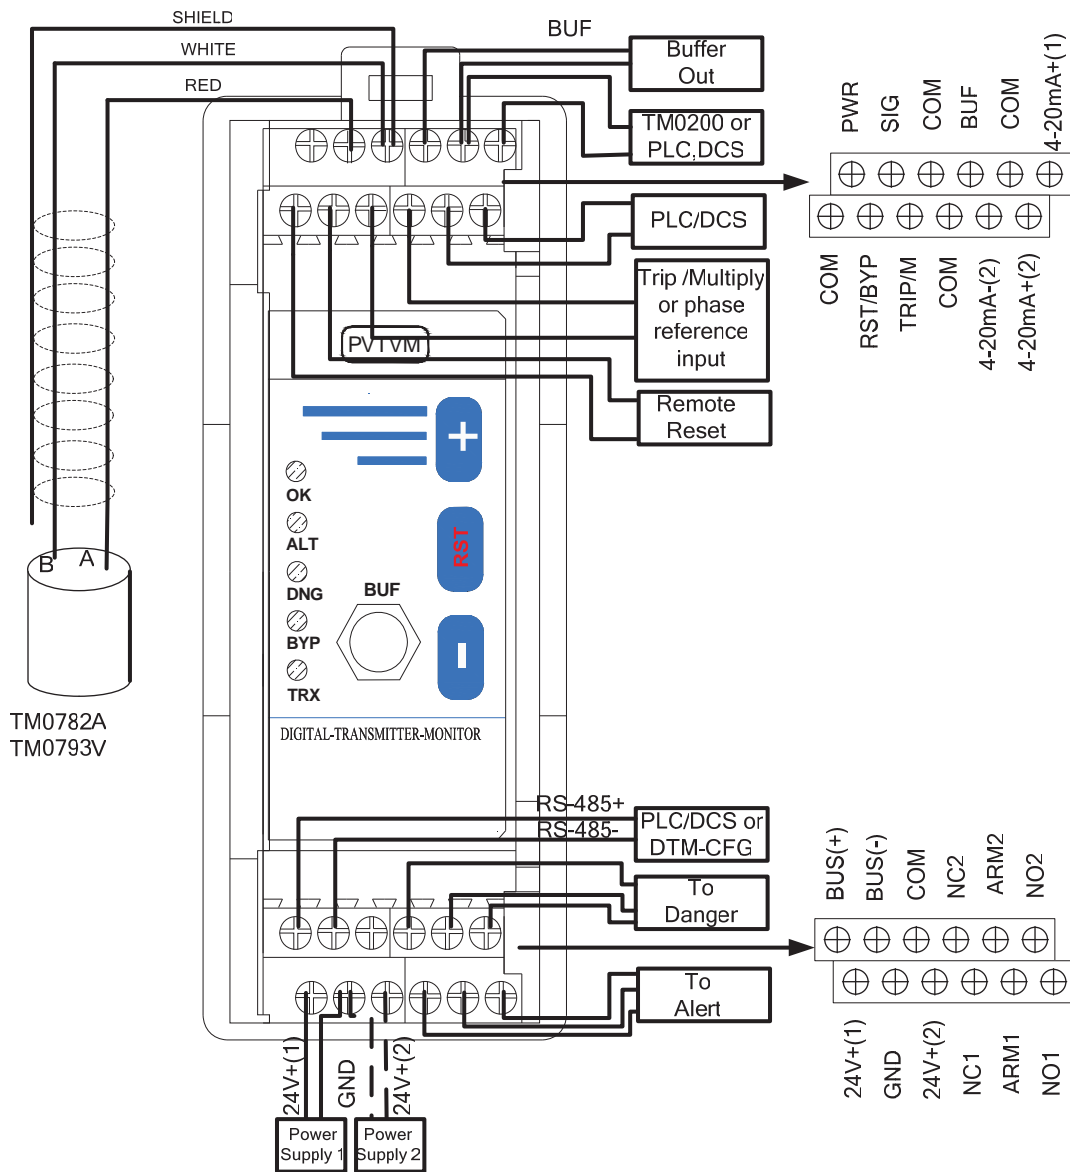 SHIELD
WHITE
RED
BUF
Buffer
Out
TM0200 or
PLC,DCS
PLC/DCS
Trip /Multiply
or phase
reference
input
Remote
Reset
PWR
SIG
COM
BUF
COM
4-20mA+(1)
COM
RST/BYP
TRIP/M
COM
4-20mA-(2)
4-20mA+(2)
PVTVM
+
OK
ALT
DNG
BYP
TRX
BUF
RST
-
DIGITAL-TRANSMITTER-MONITOR
B
A
TM0782A
TM0793V
RS-485+
RS-485-
PLC/DCS or
DTM-CFG
To
Danger
To
Alert
BUS(+)
BUS(-)
COM
NC2
ARM2
NO2
24V+(1)
GND
24V+(2)
NC1
ARM1
NO1
24V+(1)
GND
24V+(2)
Power
Supply 1
Power
Supply 2